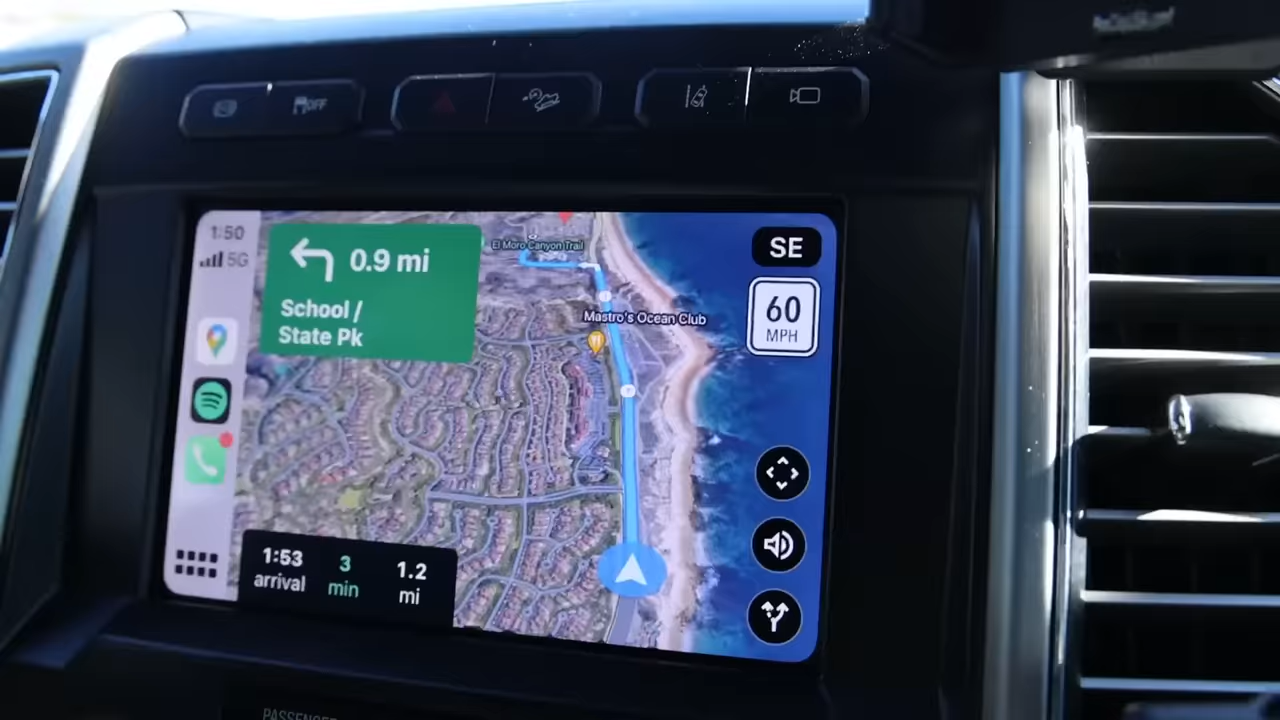 OFF
1:50
5G
0.9 mi
School /
State Pk
El Moro Canyon Trail
Mastro's Ocean Club
SE
60
MPH
1:53
arrival
3
min
1.2
mi
PASSENGER